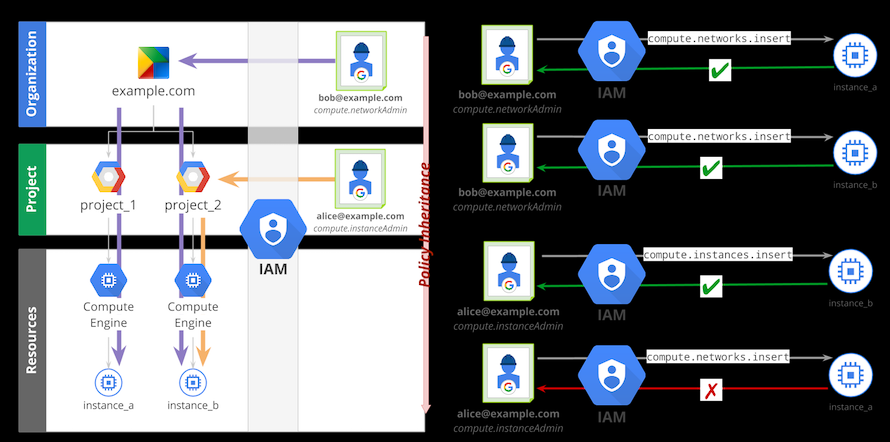 Organization
example.com
bob@example.com
compute.networkAdmin
Project
project_1
project_2
alice@example.com
compute.instanceAdmin
IAM
Resources
Compute
Engine
Compute
Engine
instance_a
instance_b
Policy inheritance
bob@example.com
compute.networkAdmin
IAM
compute.networks.insert
✔
instance_a
bob@example.com
compute.networkAdmin
IAM
compute.networks.insert
✔
instance_b
alice@example.com
compute.instanceAdmin
IAM
compute.instances.insert
✔
instance_b
alice@example.com
compute.instanceAdmin
IAM
compute.networks.insert
✗
instance_a